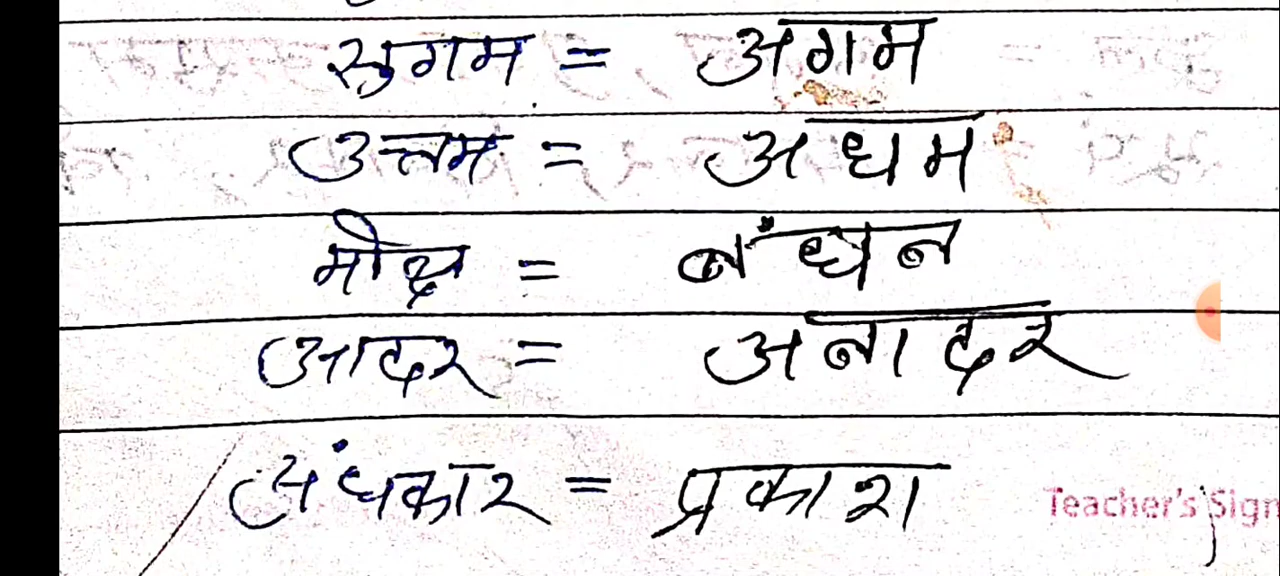 सुगम = अगम
उत्तम = अधम
मोक्ष = बंधन
आदर = अनादर
अंधकार = प्रकाश
Teacher's Sign